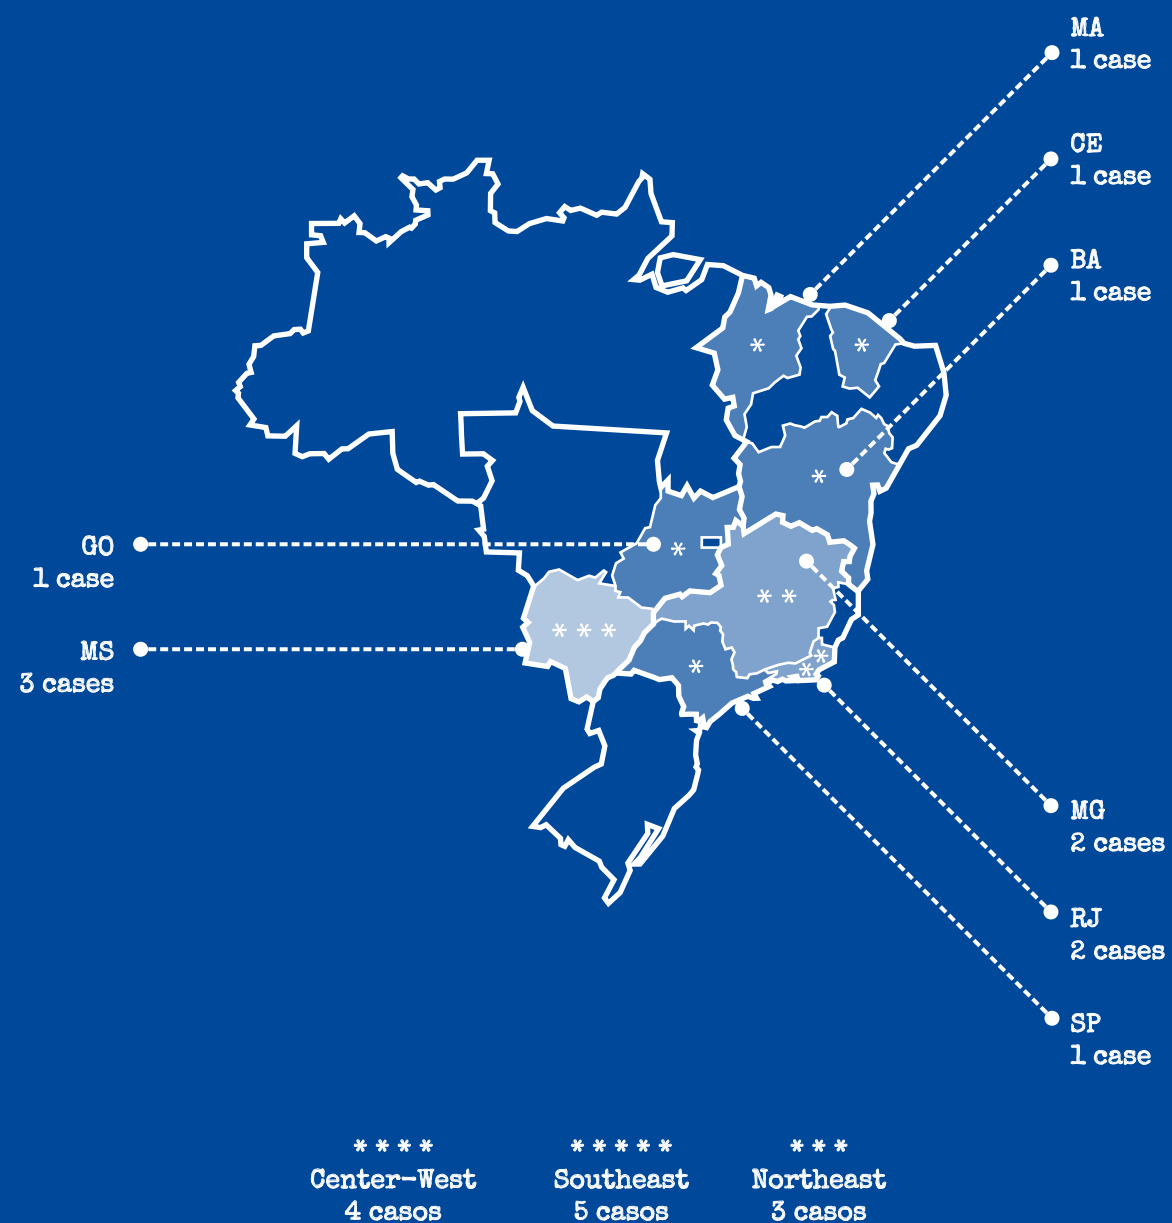 MA
1 case
CE
1 case
BA
1 case
GO
1 case
MS
3 cases
*
*
*
*
* *
* * *
*
*
*
MG
2 cases
RJ
2 cases
SP
1 case
* * * *
Center-West
4 casos
* * * * *
Southeast
5 casos
* * *
Northeast
3 casos